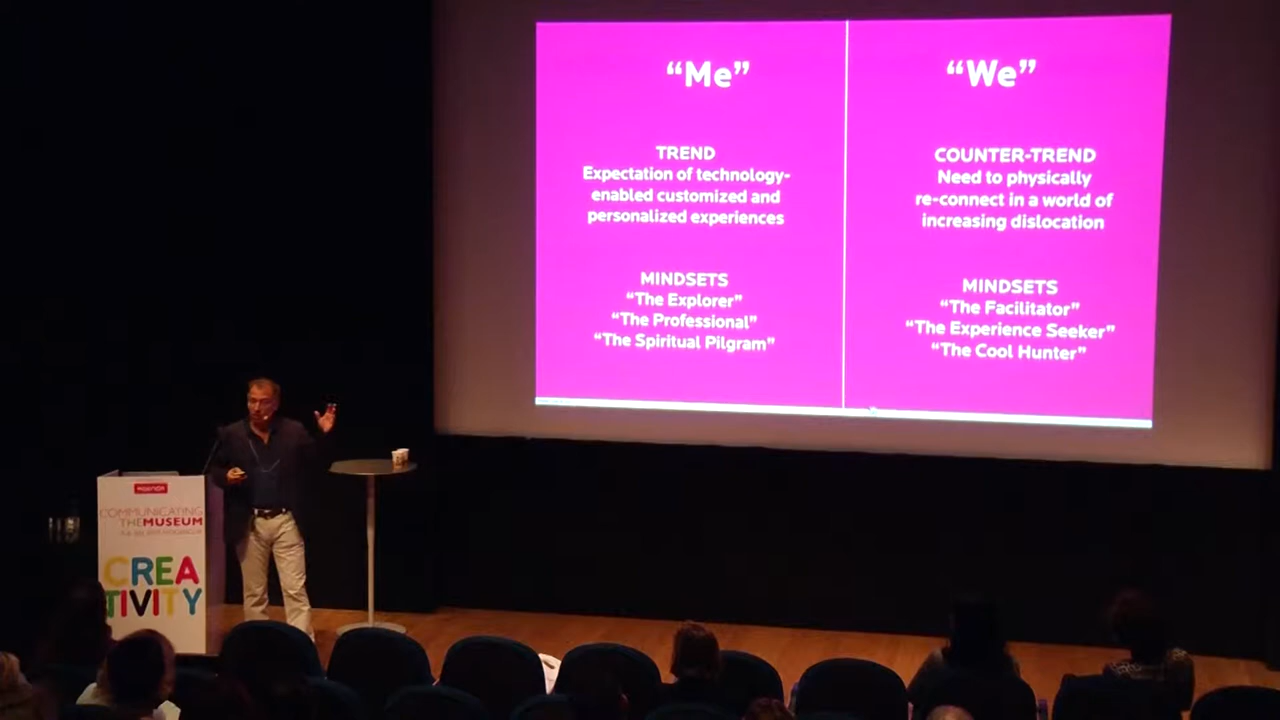 “Me”
TREND
Expectation of technology-
enabled customized and
personalized experiences
MINDSETS
“The Explorer”
“The Professional”
“The Spiritual Pilgram”
“We”
COUNTER-TREND
Need to physically
re-connect in a world of
increasing dislocation
MINDSETS
“The Facilitator”
“The Experience Seeker”
“The Cool Hunter”
AGENDA
COMMUNICATING
THEMUSEUM
CREA
TIVITY